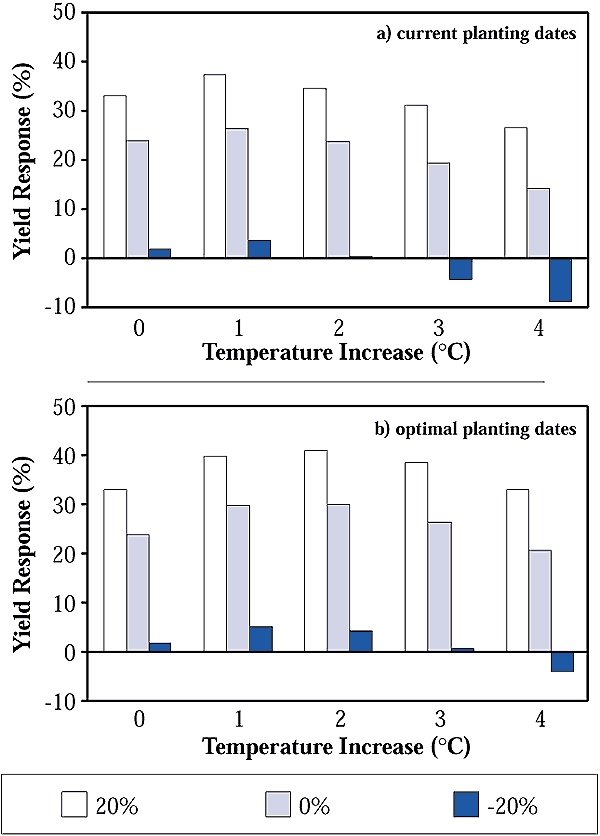 50
a) current planting dates
40
30
20
10
0
-10
Yield Response (%)
0 1 2 3 4
Temperature Increase (°C)
50
b) optimal planting dates
40
30
20
10
0
-10
Yield Response (%)
0 1 2 3 4
Temperature Increase (°C)
20% 0% -20%